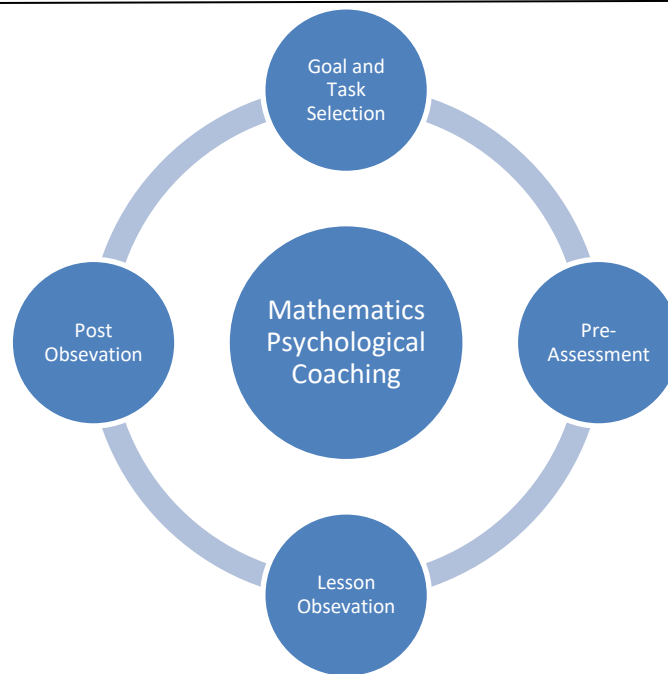 Goal and
Task
Selection
Mathematics
Psychological
Coaching
Post
Obsevation
Pre-
Assessment
Lesson
Obsevation